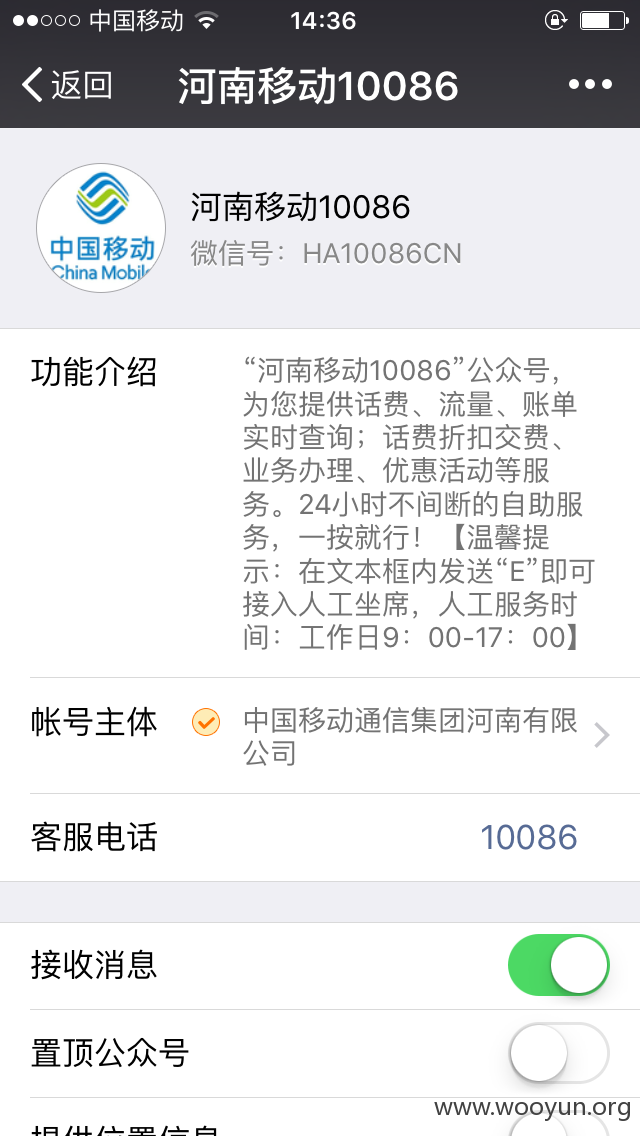 中国移动 14:36
返回 河南移动10086
中国移动
China Mobile
河南移动10086
微信号：HA10086CN
功能介绍
“河南移动10086”公众号，
为您提供话费、流量、账单
实时查询；话费折扣交费、
业务办理、优惠活动等服
务。24小时不间断的自助服
务，一按就行！【温馨提
示：在文本框内发送“E”即可
接入人工坐席，人工服务时
间：工作日9：00-17：00】
帐号主体
中国移动通信集团河南有限
公司
客服电话 10086
接收消息
置顶公众号
提供位置信息
www.wooyun.org